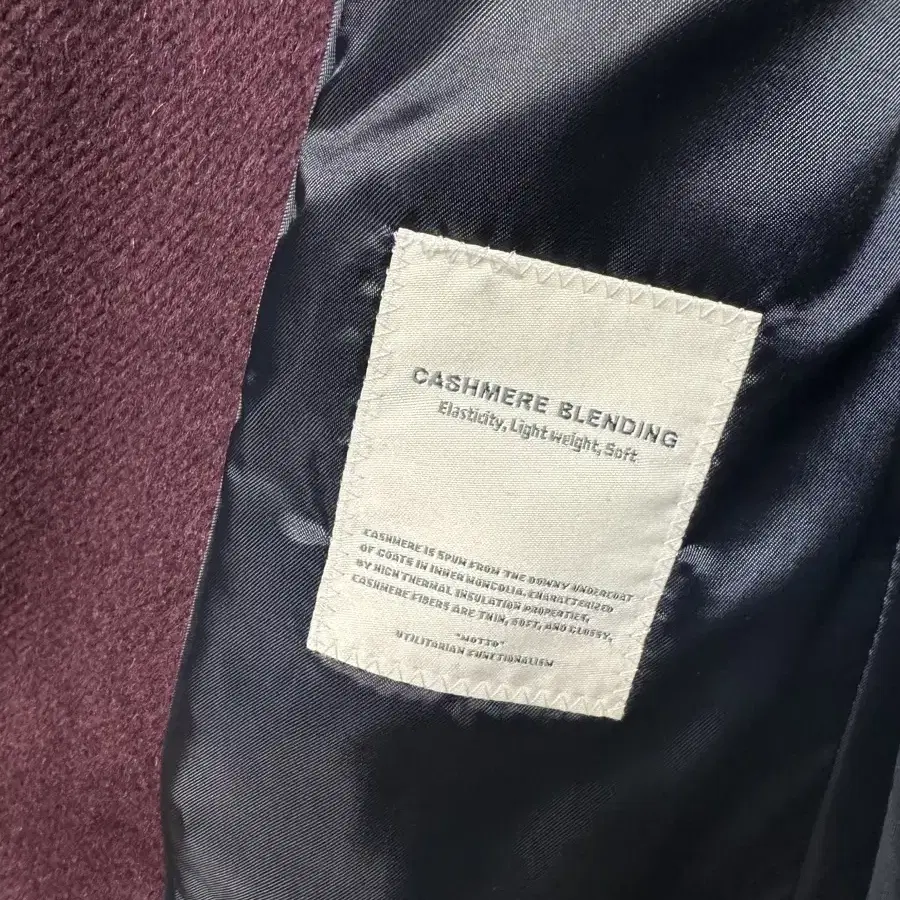 CASHMERE BLENDING
Elasticity, Light weight, Soft
CASHMERE IS SPUN FROM THE DOWNY UNDERCOAT
OF GOATS IN INNER MONGOLIA, CHARACTERIZED
BY HIGH THERMAL INSULATION PROPERTIES,
CASHMERE FIBERS ARE THIN, SOFT, AND GLOSSY,
"MOTTO"
UTILITARIAN FUNCTIONALISM